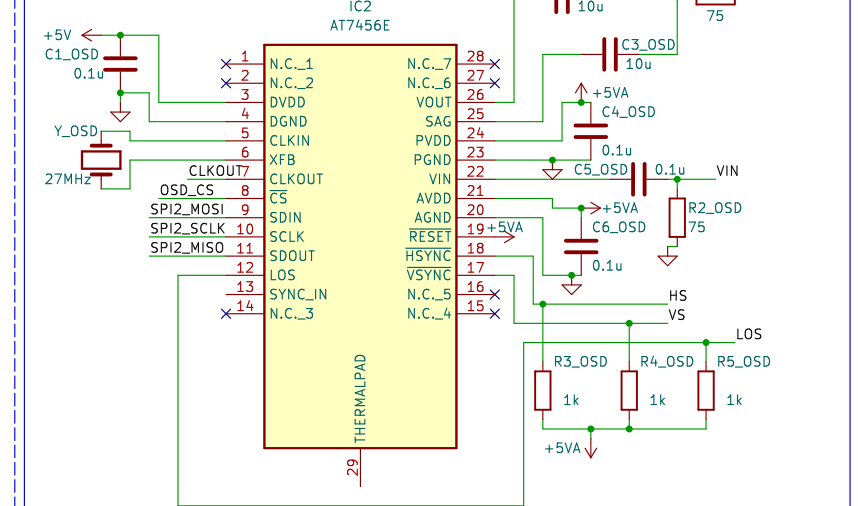 IC2
AT7456E
10u
75
+5V
C1_OSD
0.1u
C3_OSD
10u
+5VA
C4_OSD
0.1u
Y_OSD
27MHz
CLKOUT
OSD_CS
SPI2_MOSI
SPI2_SCLK
SPI2_MISO
1 N.C._1
2 N.C._2
3 DVDD
4 DGND
5 CLKIN
6 XFB
7 CLKOUT
8 CS
9 SDIN
10 SCLK
11 SDOUT
12 LOS
13 SYNC_IN
14 N.C._3
N.C._7 28
N.C._6 27
VOUT 26
SAG 25
PVDD 24
PGND 23
VIN 22
AVDD 21
AGND 20
RESET 19
HSYNC 18
VSYNC 17
N.C._5 16
N.C._4 15
THERMALPAD
29
C5_OSD
0.1u
VIN
R2_OSD
75
+5VA
C6_OSD
0.1u
+5VA
HS
VS
LOS
R3_OSD
1k
R4_OSD
1k
R5_OSD
1k
+5VA